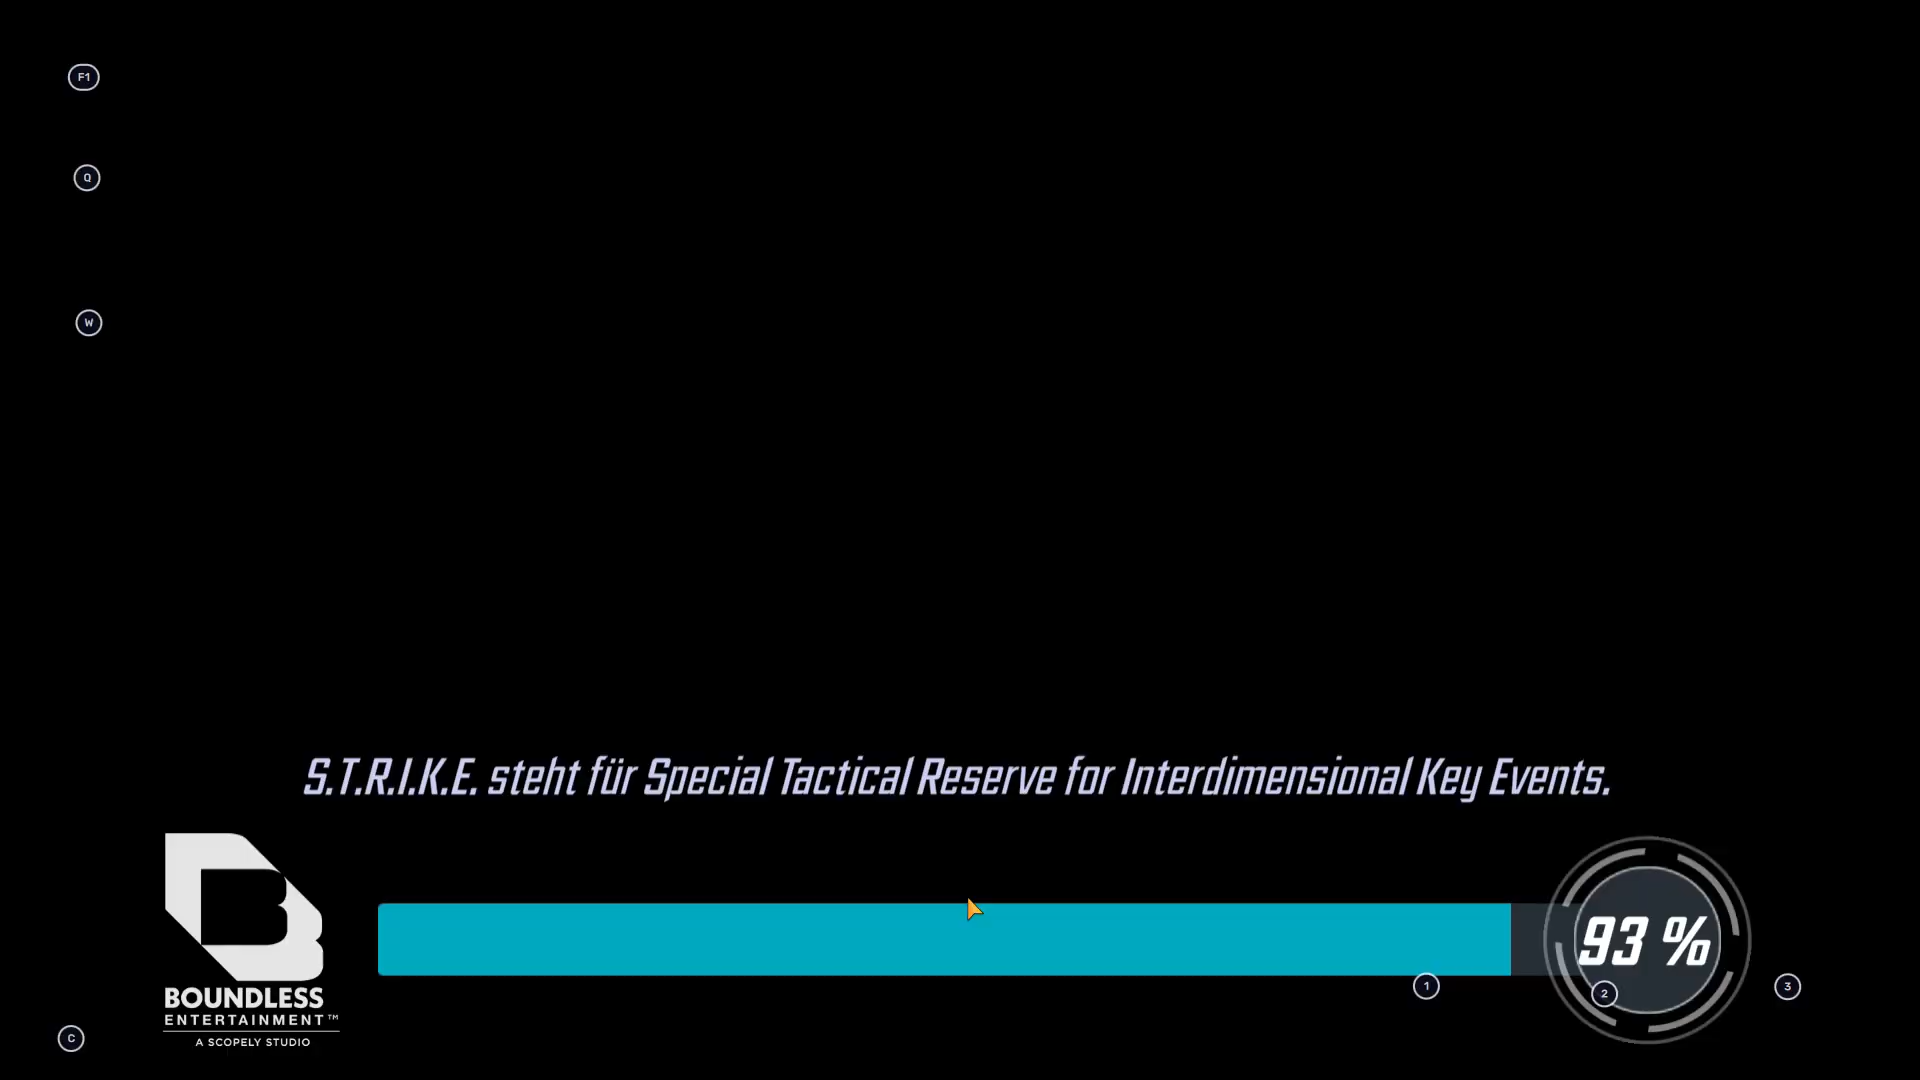 F1
Q
W
S.T.R.I.K.E. steht für Special Tactical Reserve for Interdimensional Key Events.
93 %
BOUNDLESS
ENTERTAINMENT™
A SCOPELY STUDIO
1
2
3
C